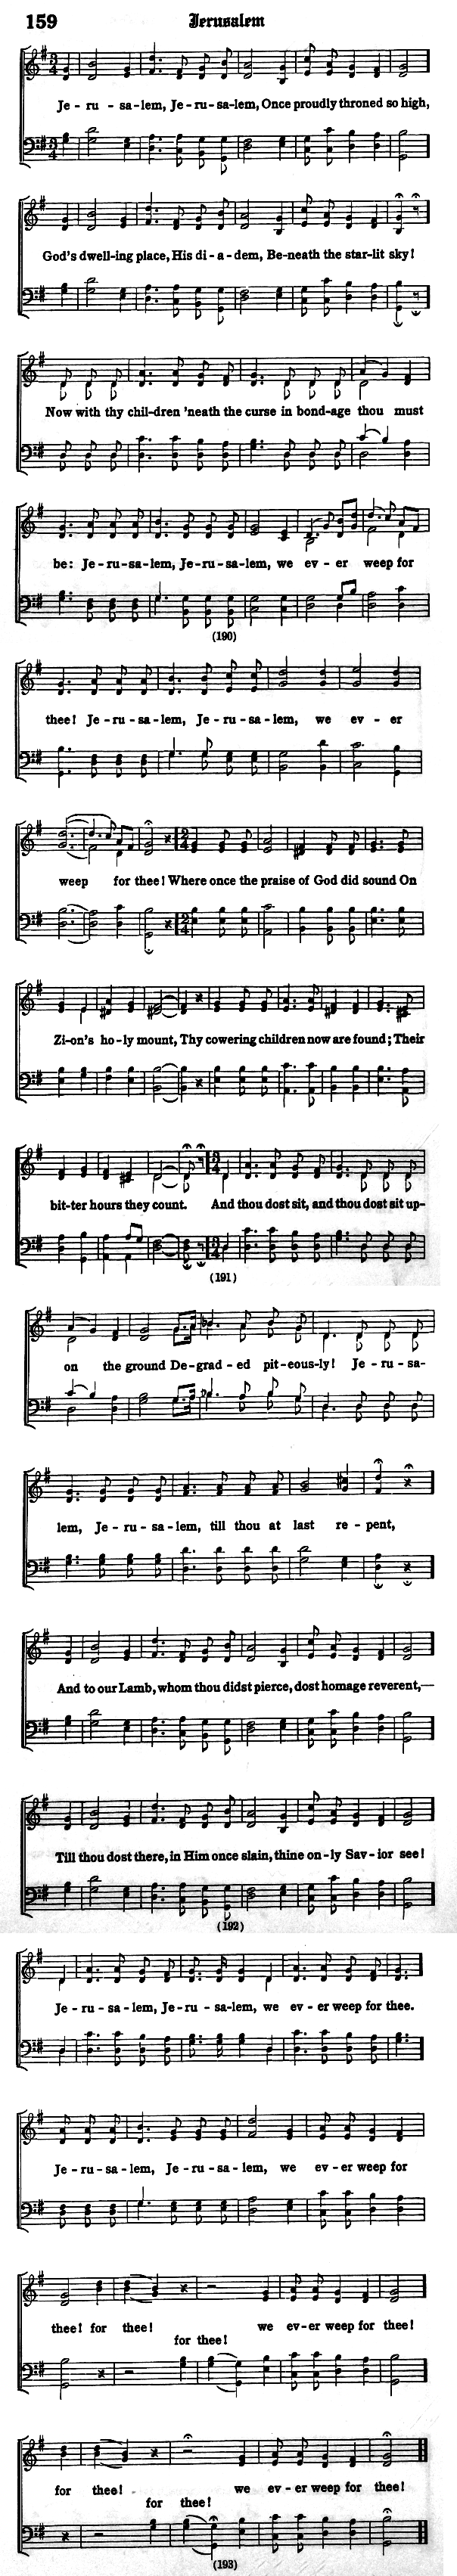 159 Jerusalem
Je - ru - sa - lem, Je - ru - sa - lem, Once proudly throned so high,
God's dwell-ing place, His di - a - dem, Be-neath the star-lit sky!
Now with thy chil-dren 'neath the curse in bond-age thou must
be: Je - ru - sa - lem, Je - ru - sa - lem, we ev - er weep for
(190)
thee! Je - ru - sa - lem, Je - ru - sa - lem, we ev - er
weep for thee! Where once the praise of God did sound On
Zi-on's ho-ly mount, Thy cowering children now are found; Their
bit-ter hours they count. And thou dost sit, and thou dost sit up-
(191)
on the ground De-grad - ed pit-eous-ly! Je - ru - sa-
lem, Je - ru - sa - lem, till thou at last re - pent,
And to our Lamb, whom thou didst pierce, dost homage reverent,—
Till thou dost there, in Him once slain, thine on-ly Sav-ior see!
(192)
Je - ru - sa - lem, Je - ru - sa-lem, we ev - er weep for thee.
Je - ru - sa - lem, Je - ru - sa - lem, we ev-er weep for
thee! for thee! we ev-er weep for thee!
for thee!
for thee! we ev - er weep for thee!
for thee!
(193)